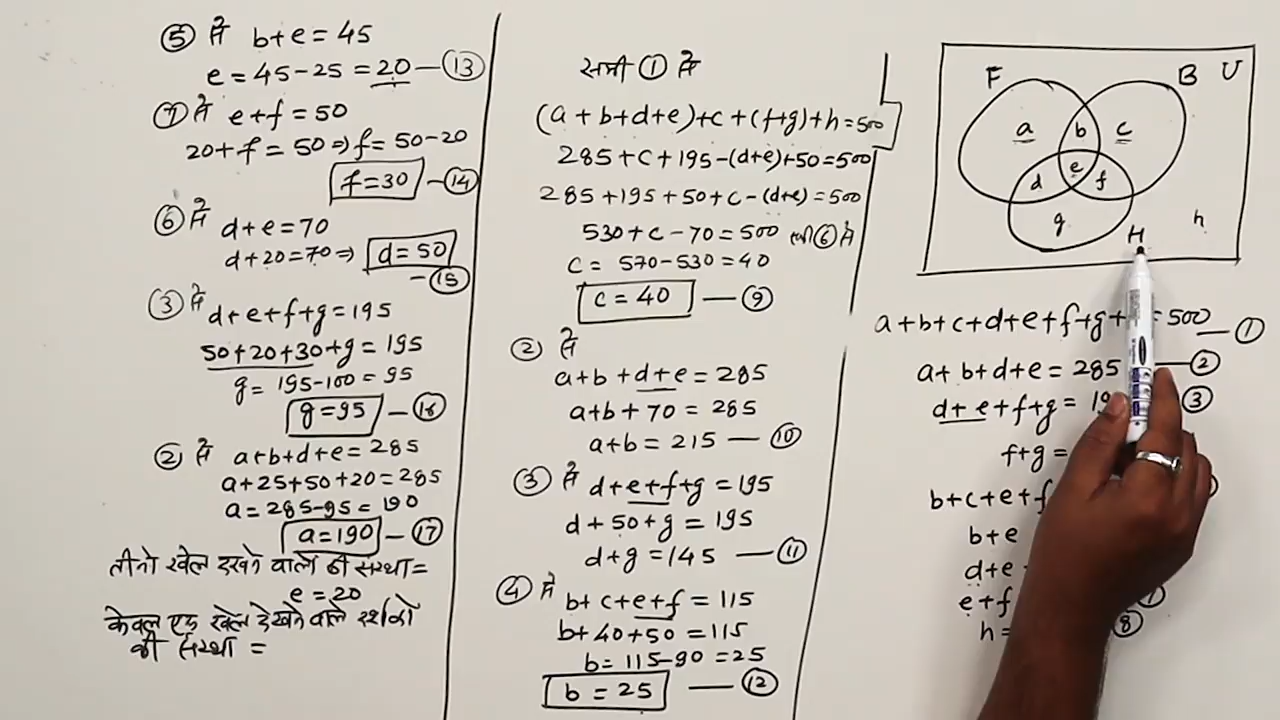 ⑤ से b+e = 45
e = 45-25 = 20 — ⑬
⑦ से e+f = 50
20+f = 50 ⇒ f = 50-20
f=30 — ⑭
⑥ से d+e=70
d+20=70 ⇒ d=50
— ⑮
③ से d+e+f+g = 195
50+20+30+g = 195
g = 195-100 = 95
g=95 — ⑯
② से a+b+d+e = 285
a+25+50+20=285
a = 285-95 = 190
a=190 — ⑰
तीनो खेल देखने वालों की संख्या =
e = 20
केवल एक खेल देखने वाले दर्शको
की संख्या =
समी ① से
(a+b+d+e)+c+(f+g)+h=500
285+c+195-(d+e)+50=500
285+195+50+c-(d+e)=500
530+c-70=500 समी ⑥ से
c = 570-530=40
c = 40 — ⑨
② से
a+b+d+e = 285
a+b+70 = 285
a+b = 215 — ⑩
③ से d+e+f+g = 195
d+50+g = 195
d+g = 145 — ⑪
④ से b+c+e+f = 115
b+40+50 = 115
b = 115-90 = 25
b = 25 — ⑫
F B U
a b c
d e f
g h
H
a+b+c+d+e+f+g+ = 500 — ①
a+b+d+e = 285 — ②
d+e+f+g = ③
f+g =
b+c+e+f
b+e
d+e
e+f ⑦
h = ⑧